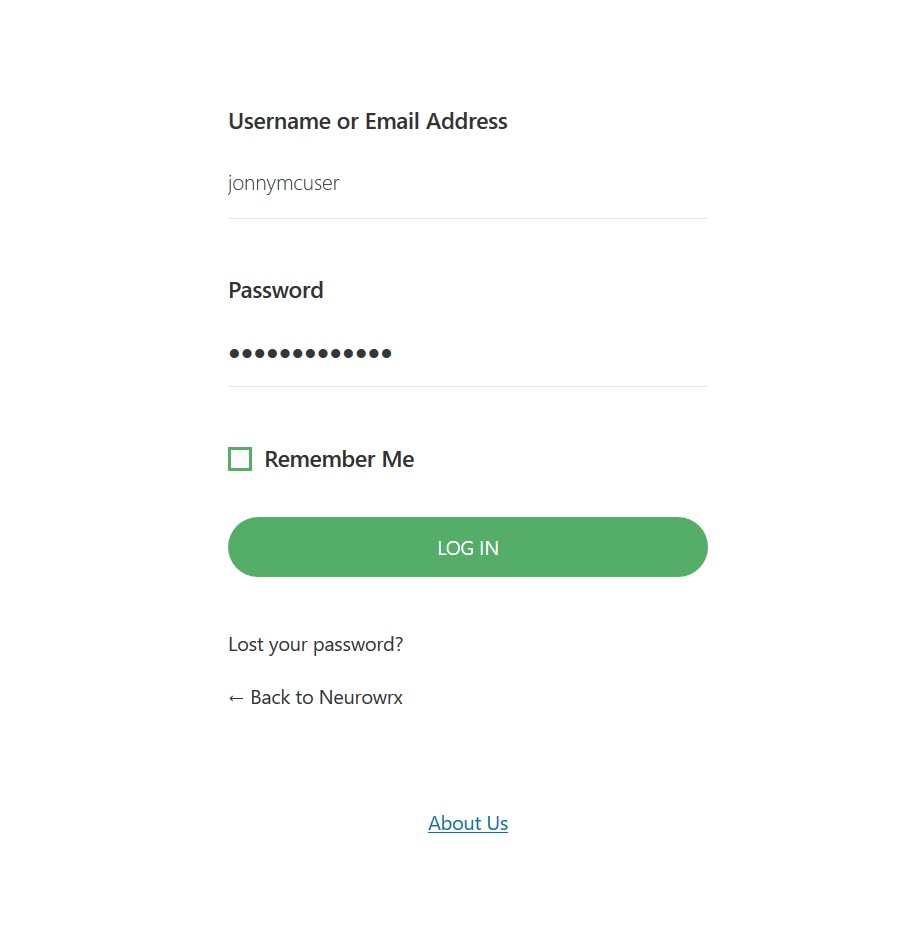 Username or Email Address
jonnymcuser
Password
●●●●●●●●●●●●●
Remember Me
LOG IN
Lost your password?
← Back to Neurowrx
About Us